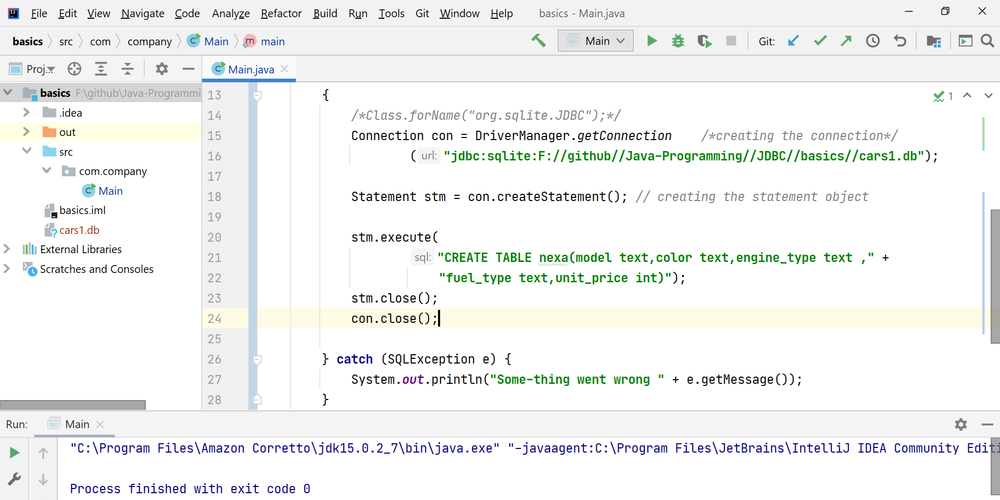 File Edit View Navigate Code Analyze Refactor Build Run Tools Git Window Help basics - Main.java
basics src com company Main main Main Git:
Proj... Main.java
basics F:\github\Java-Programmi
.idea
out
src
com.company
Main
basics.iml
cars1.db
External Libraries
Scratches and Consoles
13 {
1
14 /*Class.forName("org.sqlite.JDBC");*/
15 Connection con = DriverManager.getConnection /*creating the connection*/
16 ( url: "jdbc:sqlite:F://github//Java-Programming//JDBC//basics//cars1.db");
17
18 Statement stm = con.createStatement(); // creating the statement object
19
20 stm.execute(
21 sql: "CREATE TABLE nexa(model text,color text,engine_type text ," +
22 "fuel_type text,unit_price int)");
23 stm.close();
24 con.close();
25
26 } catch (SQLException e) {
27 System.out.println("Some-thing went wrong " + e.getMessage());
28 }
Run: Main
"C:\Program Files\Amazon Corretto\jdk15.0.2_7\bin\java.exe" "-javaagent:C:\Program Files\JetBrains\IntelliJ IDEA Community Editi
Process finished with exit code 0